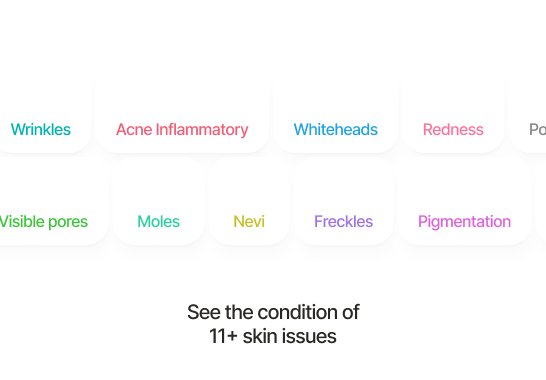 Wrinkles Acne Inflammatory Whiteheads Redness
Visible pores Moles Nevi Freckles Pigmentation
See the condition of
11+ skin issues